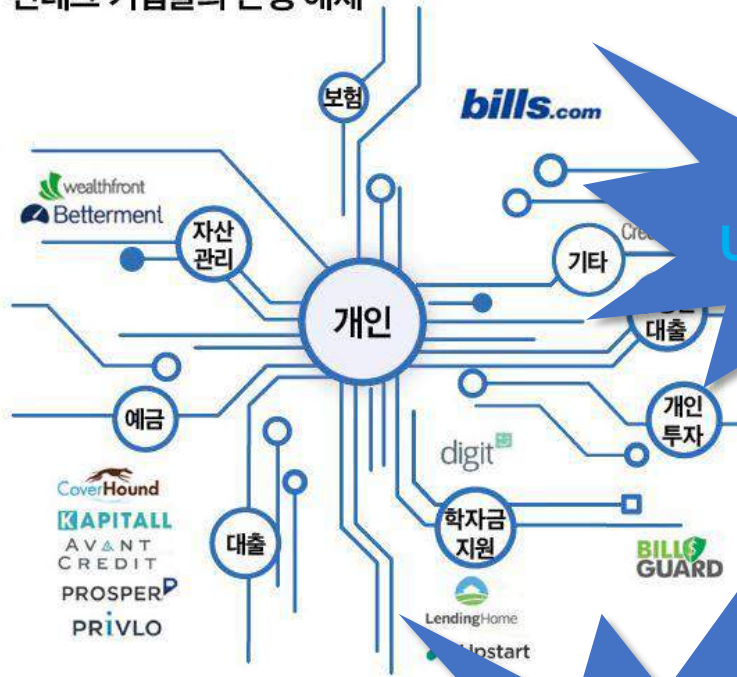 보험
bills.com
wealthfront
Betterment
자산
관리
기타
개인
대출
예금
개인
투자
digit
CoverHound
KAPITALL
AVANT
CREDIT
PROSPER
PRIVLO
대출
학자금
지원
BILL
GUARD
LendingHome